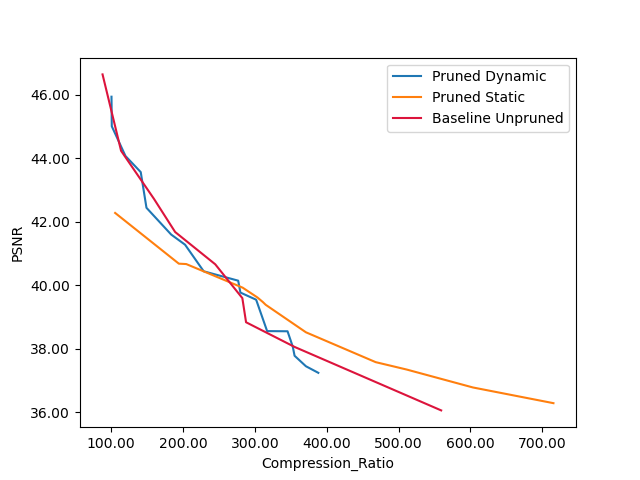 Pruned Dynamic
Pruned Static
Baseline Unpruned
PSNR
46.00
44.00
42.00
40.00
38.00
36.00
100.00 200.00 300.00 400.00 500.00 600.00 700.00
Compression_Ratio